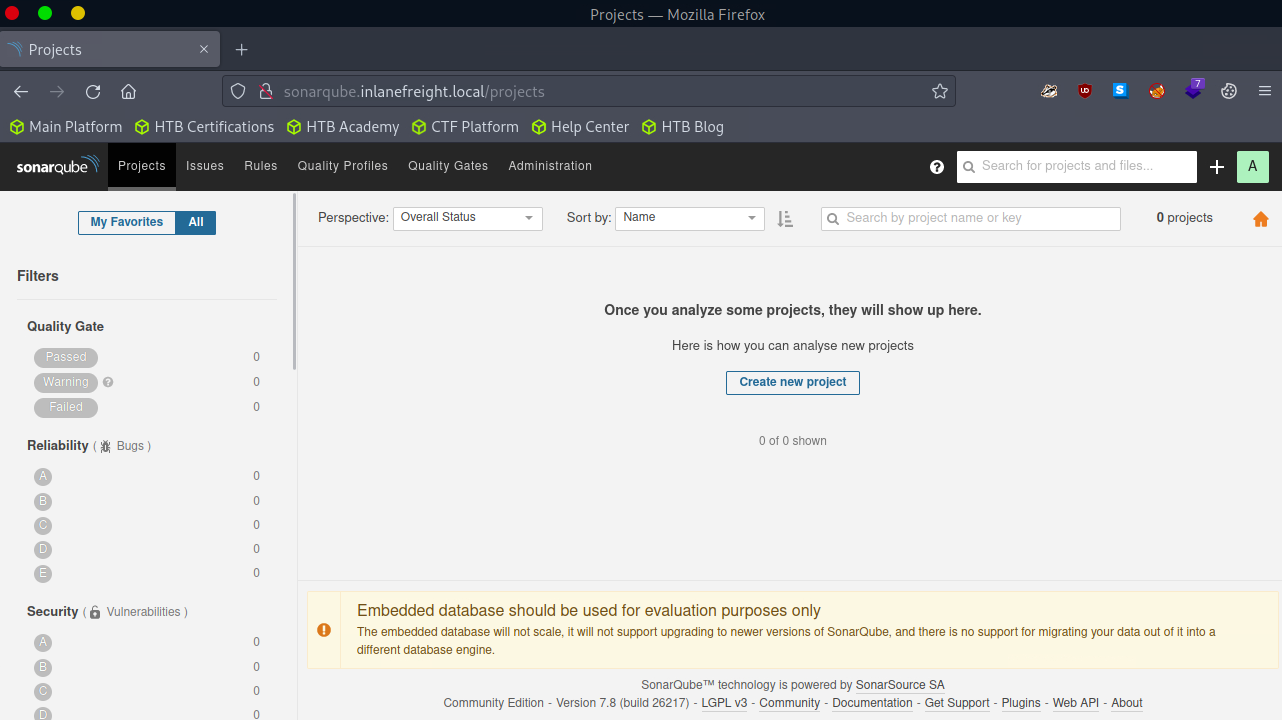 Projects — Mozilla Firefox
Projects
sonarqube.inlanefreight.local/projects
7
Main Platform HTB Certifications HTB Academy CTF Platform Help Center HTB Blog
sonarqube Projects Issues Rules Quality Profiles Quality Gates Administration ? Search for projects and files... A
My Favorites All
Perspective: Overall Status Sort by: Name Search by project name or key 0 projects
Filters
Quality Gate
Passed 0
Warning ? 0
Failed 0
Reliability ( Bugs )
A 0
B 0
C 0
D 0
E 0
Security ( Vulnerabilities )
A 0
B 0
C 0
D 0
Once you analyze some projects, they will show up here.
Here is how you can analyse new projects
Create new project
0 of 0 shown
Embedded database should be used for evaluation purposes only
The embedded database will not scale, it will not support upgrading to newer versions of SonarQube, and there is no support for migrating your data out of it into a
different database engine.
SonarQube™ technology is powered by SonarSource SA
Community Edition - Version 7.8 (build 26217) - LGPL v3 - Community - Documentation - Get Support - Plugins - Web API - About